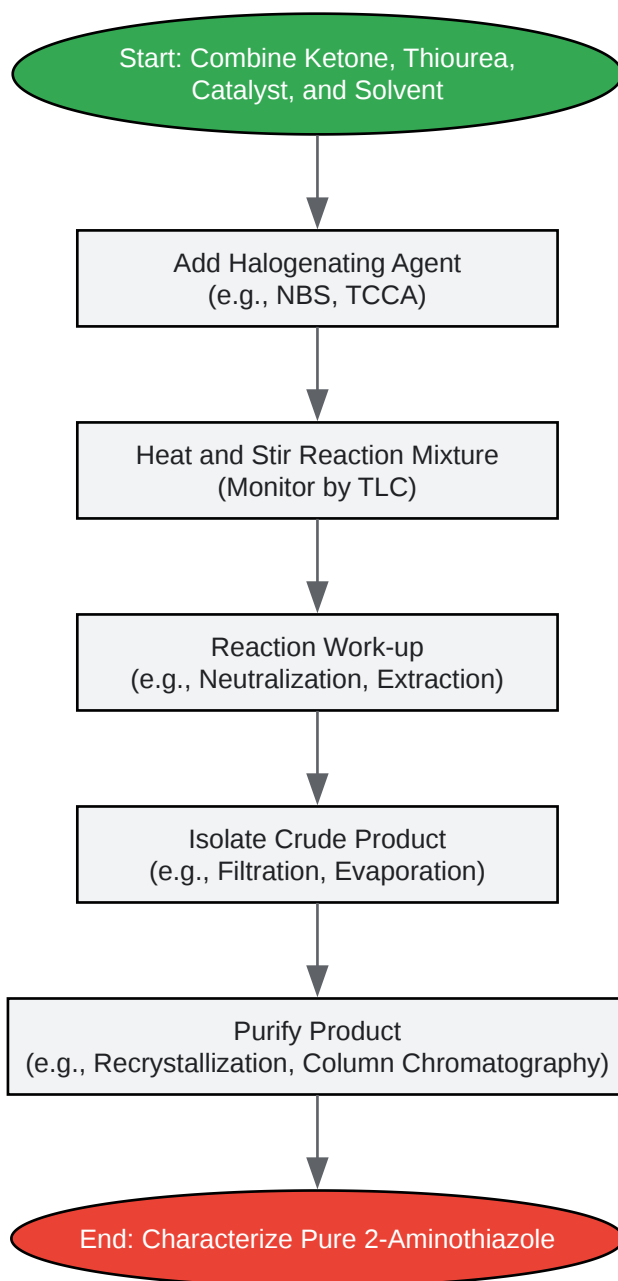 Start: Combine Ketone, Thiourea,
Catalyst, and Solvent
Add Halogenating Agent
(e.g., NBS, TCCA)
Heat and Stir Reaction Mixture
(Monitor by TLC)
Reaction Work-up
(e.g., Neutralization, Extraction)
Isolate Crude Product
(e.g., Filtration, Evaporation)
Purify Product
(e.g., Recrystallization, Column Chromatography)
End: Characterize Pure 2-Aminothiazole